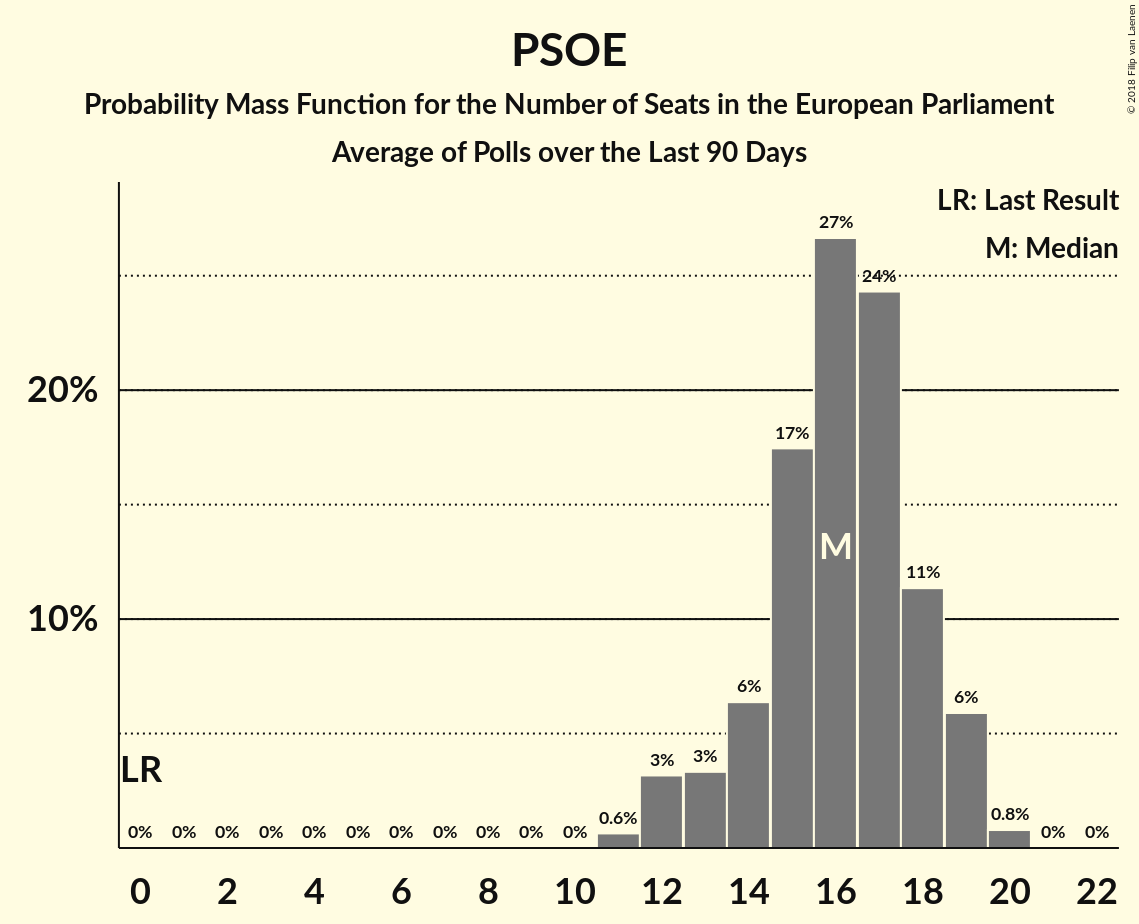 PSOE
Probability Mass Function for the Number of Seats in the European Parliament
Average of Polls over the Last 90 Days
© 2018 Filip van Laenen
LR: Last Result
M: Median
27%
24%
20%
17%
M
11%
10%
6%
6%
LR
3%
3%
0% 0% 0% 0% 0% 0% 0% 0% 0% 0% 0% 0.6% 0.8% 0% 0%
0 2 4 6 8 10 12 14 16 18 20 22